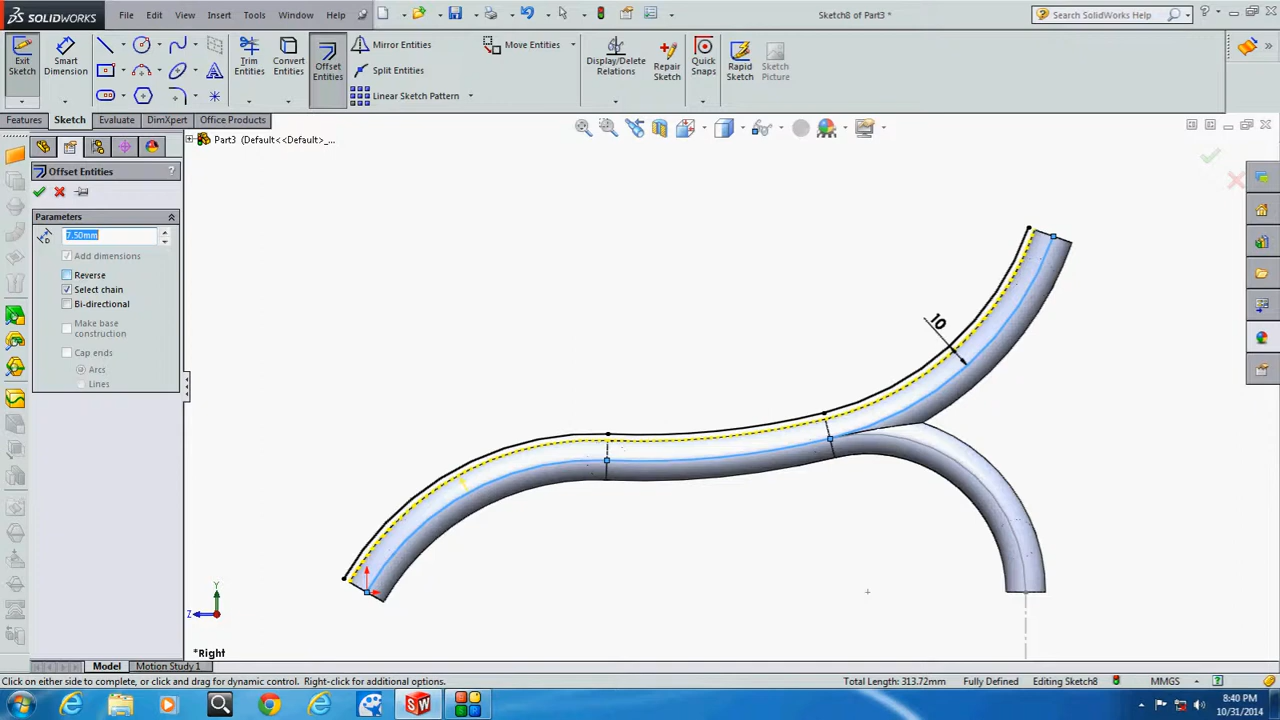 SOLIDWORKS File Edit View Insert Tools Window Help Sketch8 of Part3 * Search SolidWorks Help
Exit Sketch
Smart Dimension
Trim Entities
Convert Entities
Offset Entities
Mirror Entities
Split Entities
Linear Sketch Pattern
Move Entities
Display/Delete Relations
Repair Sketch
Quick Snaps
Rapid Sketch
Sketch Picture
Features Sketch Evaluate DimXpert Office Products
Part3 (Default<<Default>_...
Offset Entities ?
Parameters
7.50mm
Add dimensions
Reverse
Select chain
Bi-directional
Make base construction
Cap ends
Arcs
Lines
10
Y
Z
*Right
Model Motion Study 1
Click on either side to complete, or click and drag for dynamic control. Right-click for additional options. Total Length: 313.72mm Fully Defined Editing Sketch8 MMGS
8:40 PM
10/31/2014